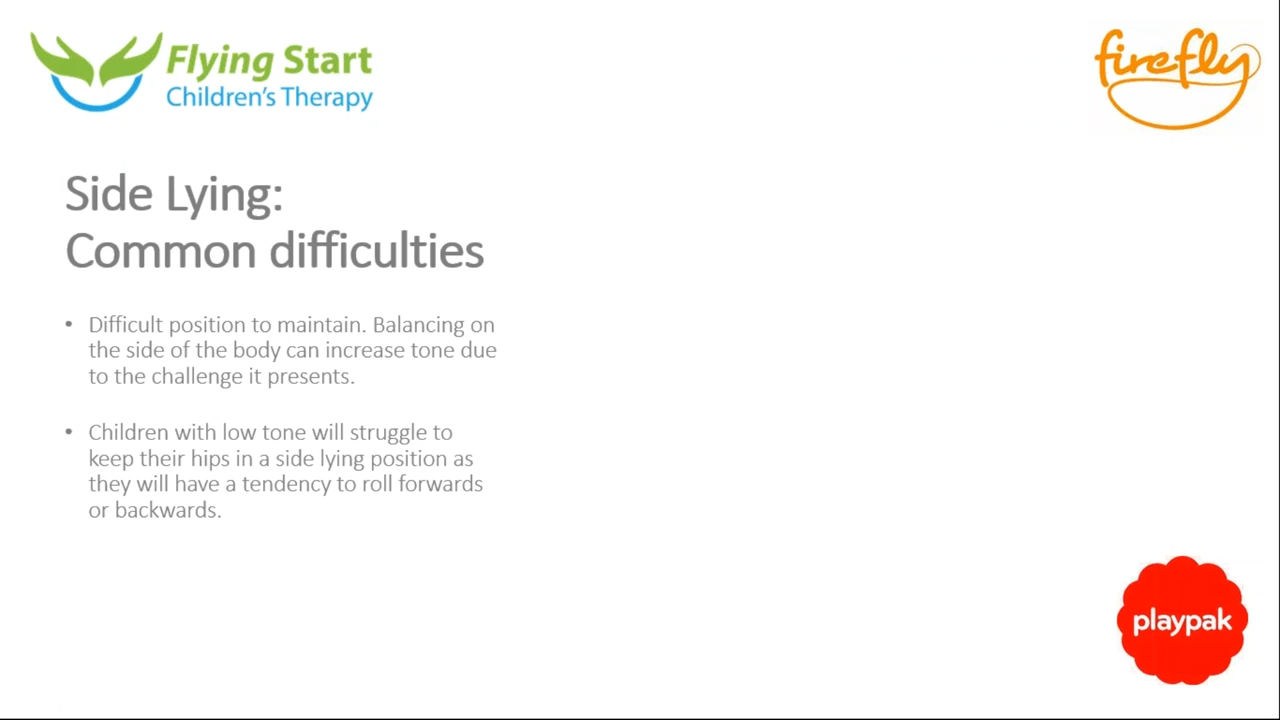 Flying Start
Children's Therapy
firefly
Side Lying:
Common difficulties
• Difficult position to maintain. Balancing on
the side of the body can increase tone due
to the challenge it presents.
• Children with low tone will struggle to
keep their hips in a side lying position as
they will have a tendency to roll forwards
or backwards.
playpak